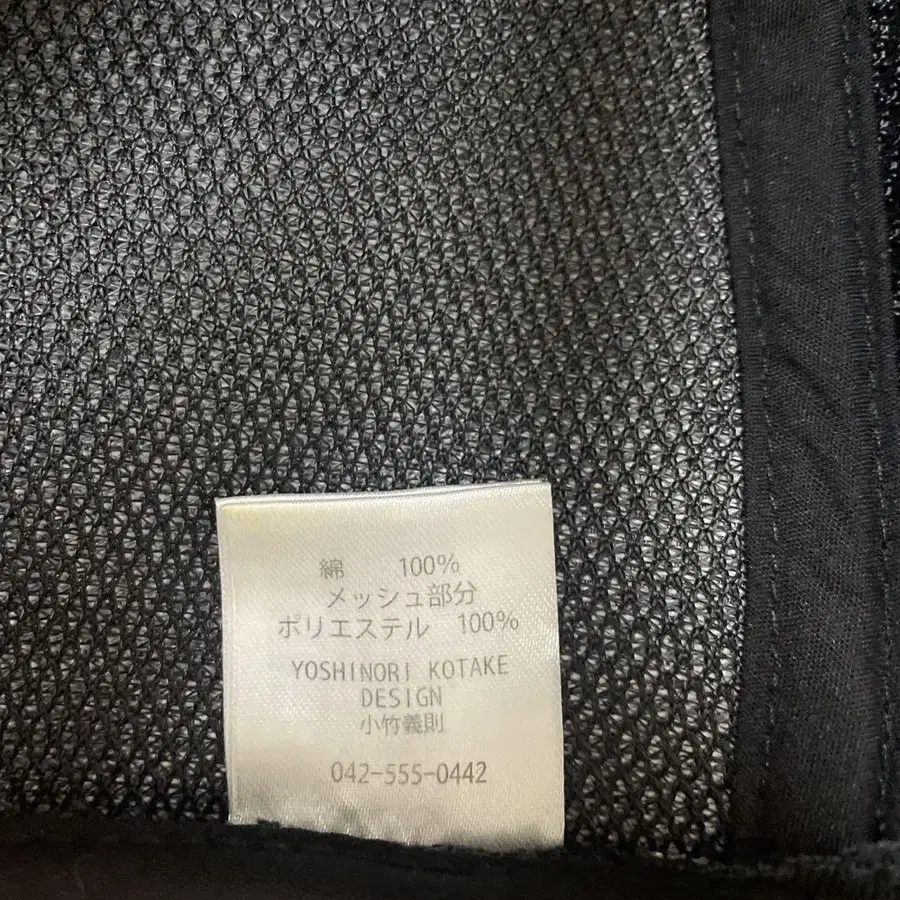 綿 100%
メッシュ部分
ポリエステル 100%
YOSHINORI KOTAKE
DESIGN
小竹義則
042-555-0442